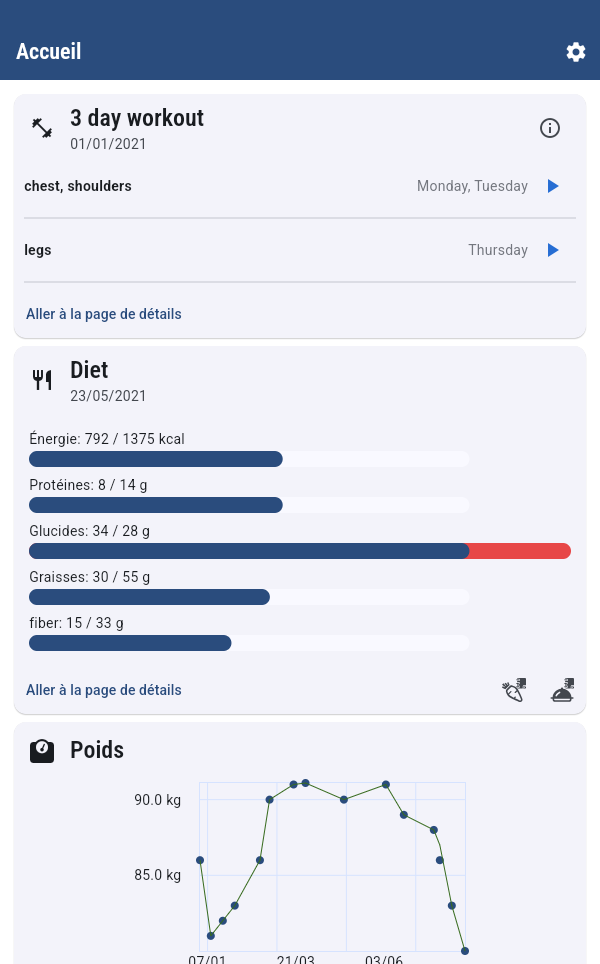 Accueil
3 day workout
01/01/2021
chest, shoulders
Monday, Tuesday
legs
Thursday
Aller à la page de détails
Diet
23/05/2021
Énergie: 792 / 1375 kcal
Protéines: 8 / 14 g
Glucides: 34 / 28 g
Graisses: 30 / 55 g
fiber: 15 / 33 g
Aller à la page de détails
Poids
90.0 kg
85.0 kg
07/01 21/03 03/06